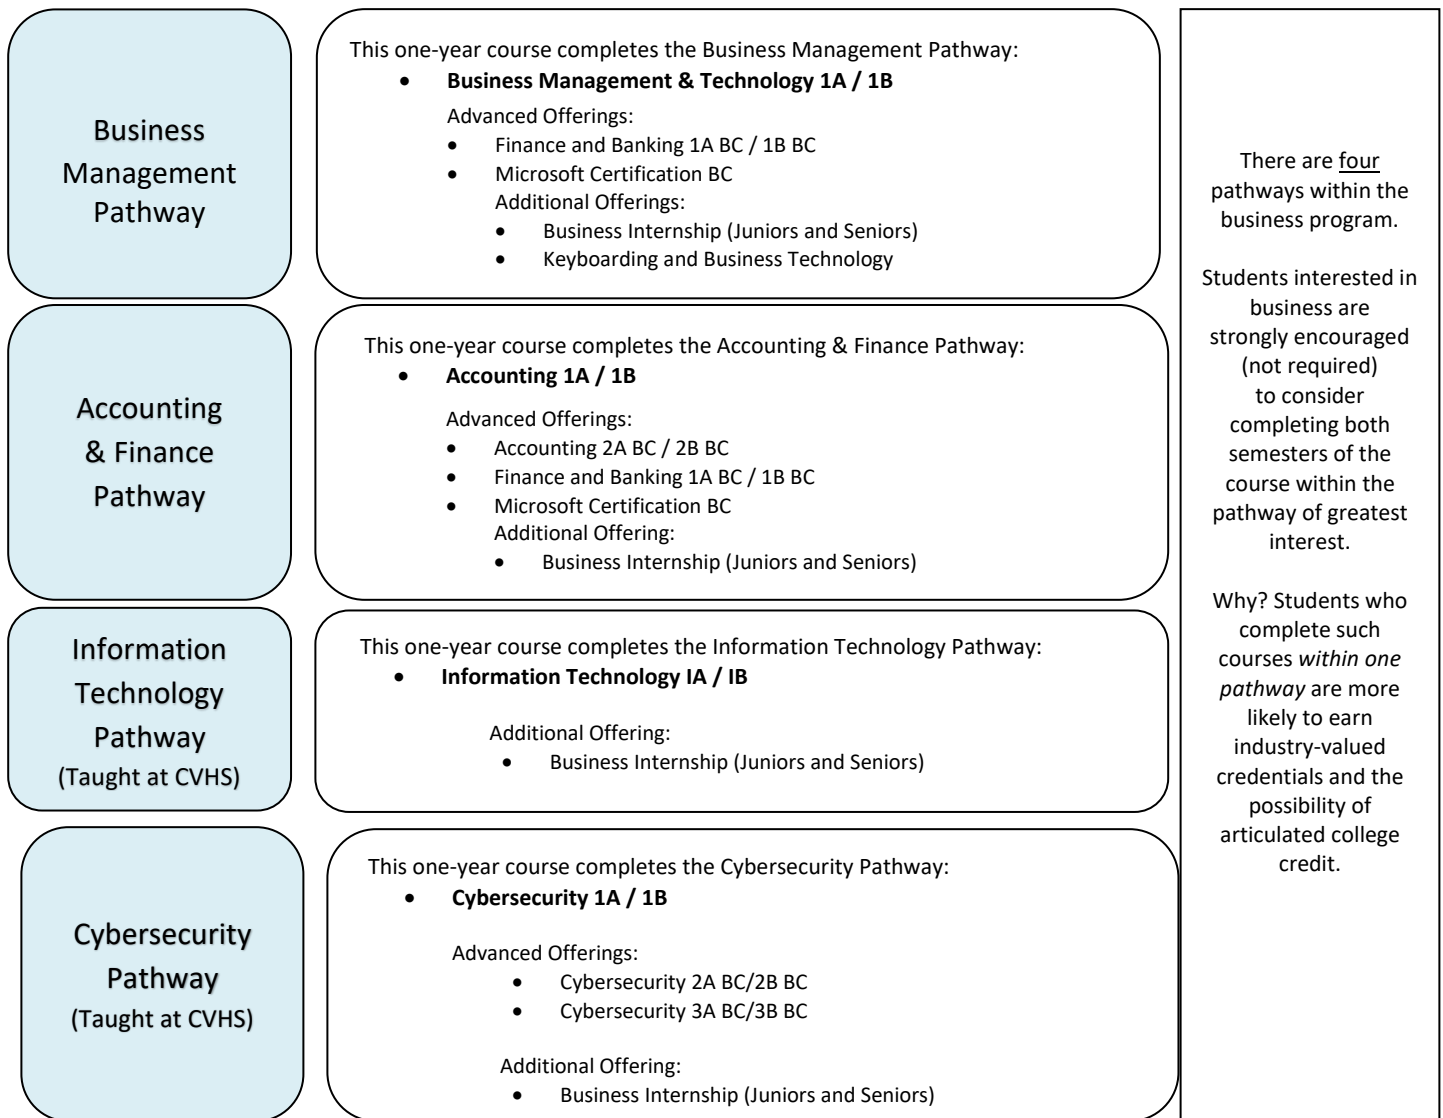 Business
Management
Pathway
This one-year course completes the Business Management Pathway:
• Business Management & Technology 1A / 1B
Advanced Offerings:
• Finance and Banking 1A BC / 1B BC
• Microsoft Certification BC
Additional Offerings:
• Business Internship (Juniors and Seniors)
• Keyboarding and Business Technology
Accounting
& Finance
Pathway
This one-year course completes the Accounting & Finance Pathway:
• Accounting 1A / 1B
Advanced Offerings:
• Accounting 2A BC / 2B BC
• Finance and Banking 1A BC / 1B BC
• Microsoft Certification BC
Additional Offering:
• Business Internship (Juniors and Seniors)
Information
Technology
Pathway
(Taught at CVHS)
This one-year course completes the Information Technology Pathway:
• Information Technology IA / IB
Additional Offering:
• Business Internship (Juniors and Seniors)
Cybersecurity
Pathway
(Taught at CVHS)
This one-year course completes the Cybersecurity Pathway:
• Cybersecurity 1A / 1B
Advanced Offerings:
• Cybersecurity 2A BC/2B BC
• Cybersecurity 3A BC/3B BC
Additional Offering:
• Business Internship (Juniors and Seniors)
There are four
pathways within the
business program.
Students interested in
business are
strongly encouraged
(not required)
to consider
completing both
semesters of the
course within the
pathway of greatest
interest.
Why? Students who
complete such
courses within one
pathway are more
likely to earn
industry-valued
credentials and the
possibility of
articulated college
credit.